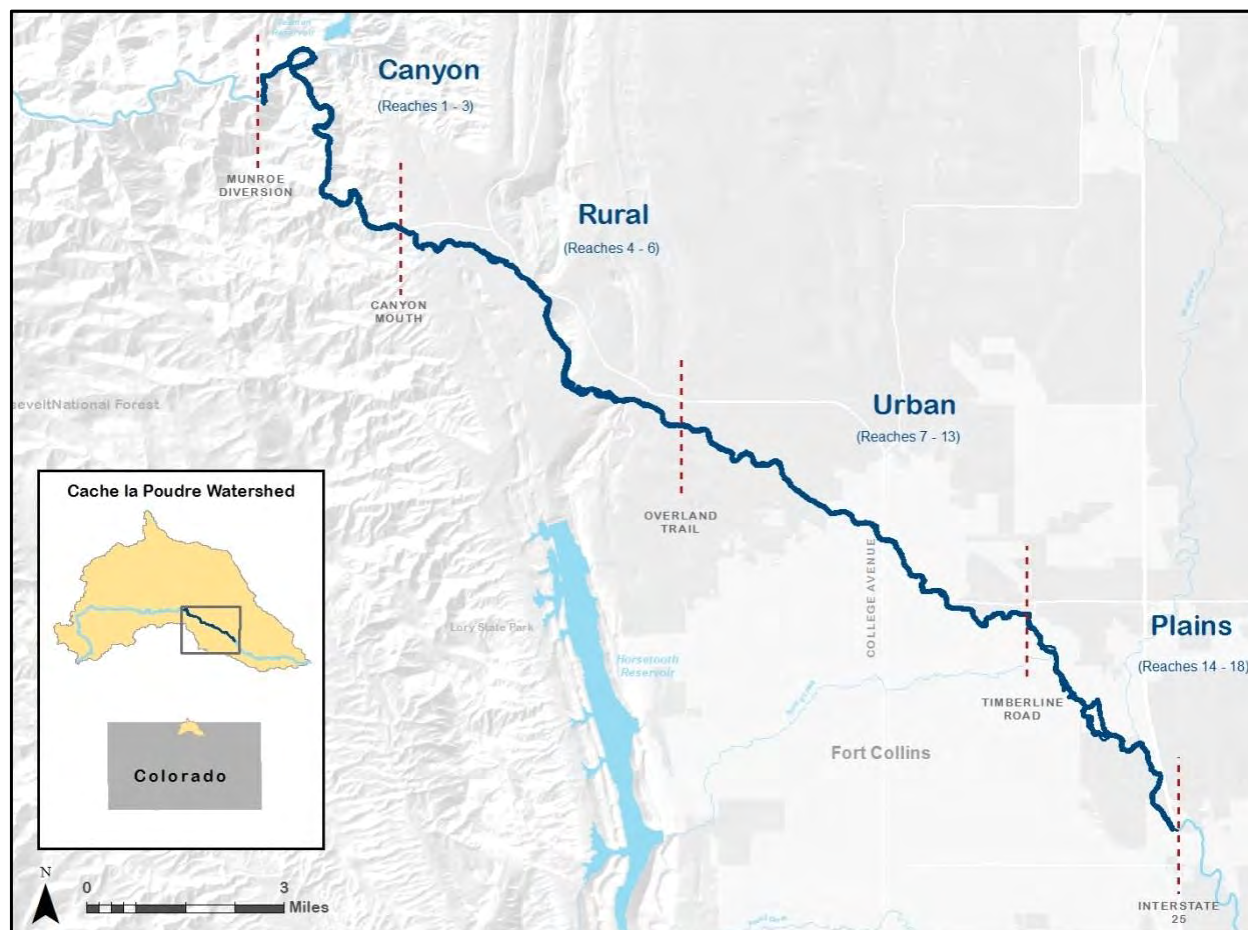 Canyon
(Reaches 1 - 3)
MUNROE
DIVERSION
Rural
(Reaches 4 - 6)
CANYON
MOUTH
seveltNational Forest
Urban
(Reaches 7 - 13)
Cache la Poudre Watershed
OVERLAND
TRAIL
COLLEGE AVENUE
Plains
(Reaches 14 - 18)
Lory State Park
Horsetooth
Reservoir
TIMBERLINE
ROAD
Fort Collins
Colorado
N
0 3
Miles
INTERSTATE
25